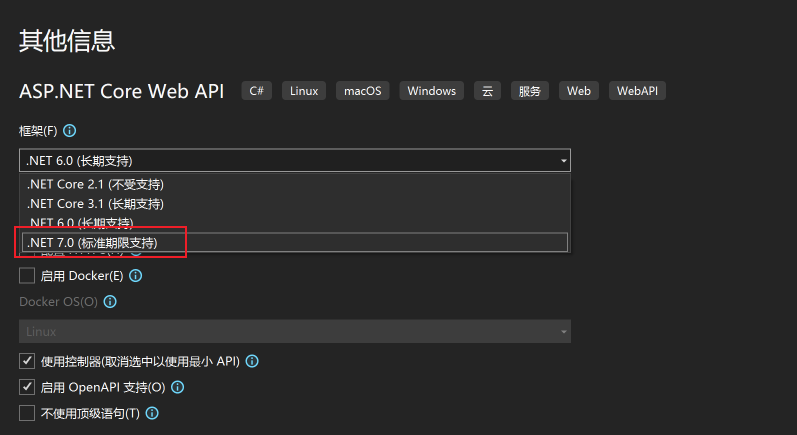 其他信息
ASP.NET Core Web API C# Linux macOS Windows 云 服务 Web WebAPI
框架(F)
.NET 6.0 (长期支持)
.NET Core 2.1 (不受支持)
.NET Core 3.1 (长期支持)
.NET 6.0 (长期支持)
.NET 7.0 (标准期限支持)
启用 Docker(E)
Docker OS(O)
Linux
使用控制器(取消选中以使用最小 API)
启用 OpenAPI 支持(O)
不使用顶级语句(T)